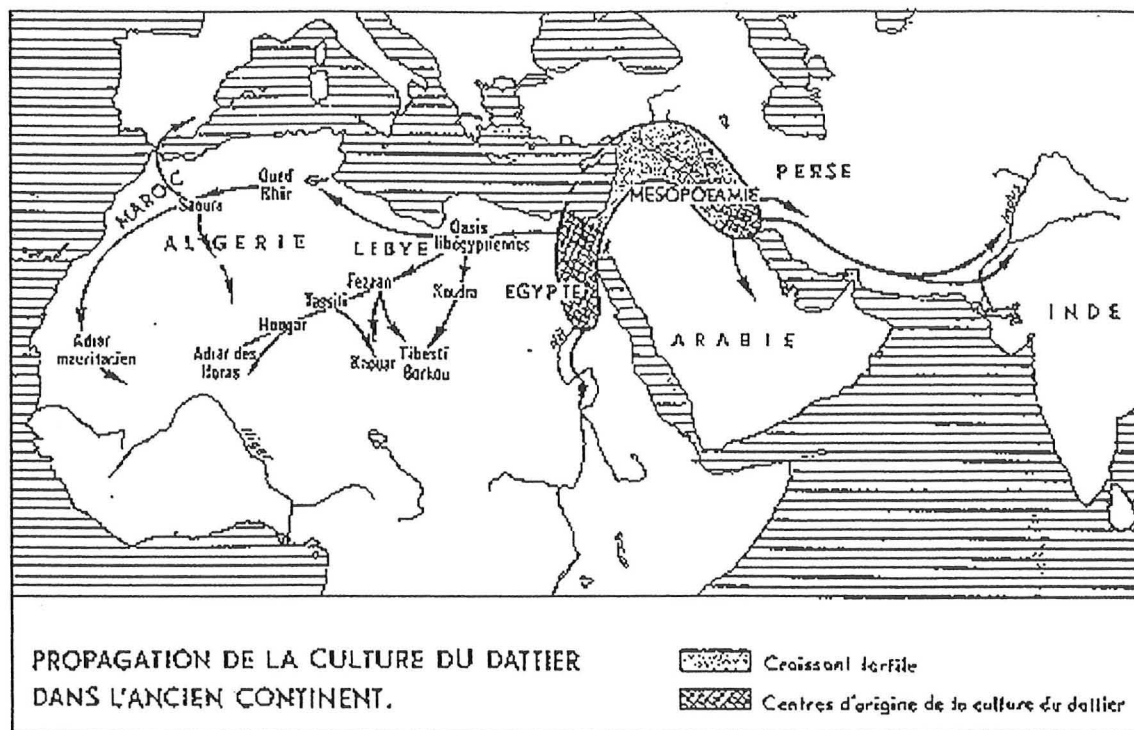 PERSE
MESOPOTAMIE
Indus
INDE
MAROC
Saoura
Oued
Rhir
ALGERIE
LIBYE
Oasis
libégyptiennes
EGYPTE
ARABIE
Fezzan
Koufra
Tassili
Hoggar
Adrar
mauritanien
Adrar des
Iforas
Kaouar
Tibesti
Borkou
Nil
Niger
PROPAGATION DE LA CULTURE DU DATTIER
DANS L'ANCIEN CONTINENT.
Croissant fertile
Centres d'origine de la culture du dattier